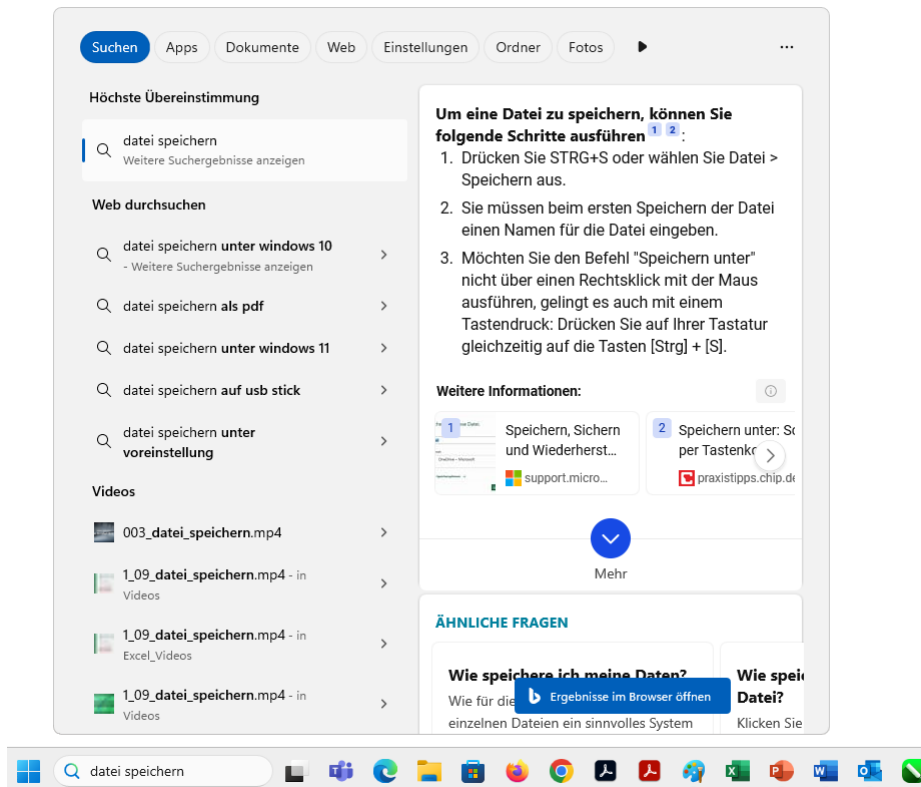 Suchen Apps Dokumente Web Einstellungen Ordner Fotos
Höchste Übereinstimmung
datei speichern
Weitere Suchergebnisse anzeigen
Web durchsuchen
datei speichern unter windows 10
- Weitere Suchergebnisse anzeigen
datei speichern als pdf
datei speichern unter windows 11
datei speichern auf usb stick
datei speichern unter
voreinstellung
Videos
003_datei_speichern.mp4
1_09_datei_speichern.mp4 - in
Videos
1_09_datei_speichern.mp4 - in
Excel_Videos
1_09_datei_speichern.mp4 - in
Videos
Um eine Datei zu speichern, können Sie
folgende Schritte ausführen 1 2 :
1. Drücken Sie STRG+S oder wählen Sie Datei >
Speichern aus.
2. Sie müssen beim ersten Speichern der Datei
einen Namen für die Datei eingeben.
3. Möchten Sie den Befehl "Speichern unter"
nicht über einen Rechtsklick mit der Maus
ausführen, gelingt es auch mit einem
Tastendruck: Drücken Sie auf Ihrer Tastatur
gleichzeitig auf die Tasten [Strg] + [S].
Weitere Informationen:
1 Speichern, Sichern
und Wiederherst...
support.micro...
2 Speichern unter: So
per Tastenko
praxistipps.chip.de
Mehr
ÄHNLICHE FRAGEN
Wie speichere ich meine Daten?
Wie für die
einzelnen Dateien ein sinnvolles System
Wie spei
Datei?
Klicken Sie
Ergebnisse im Browser öffnen
datei speichern